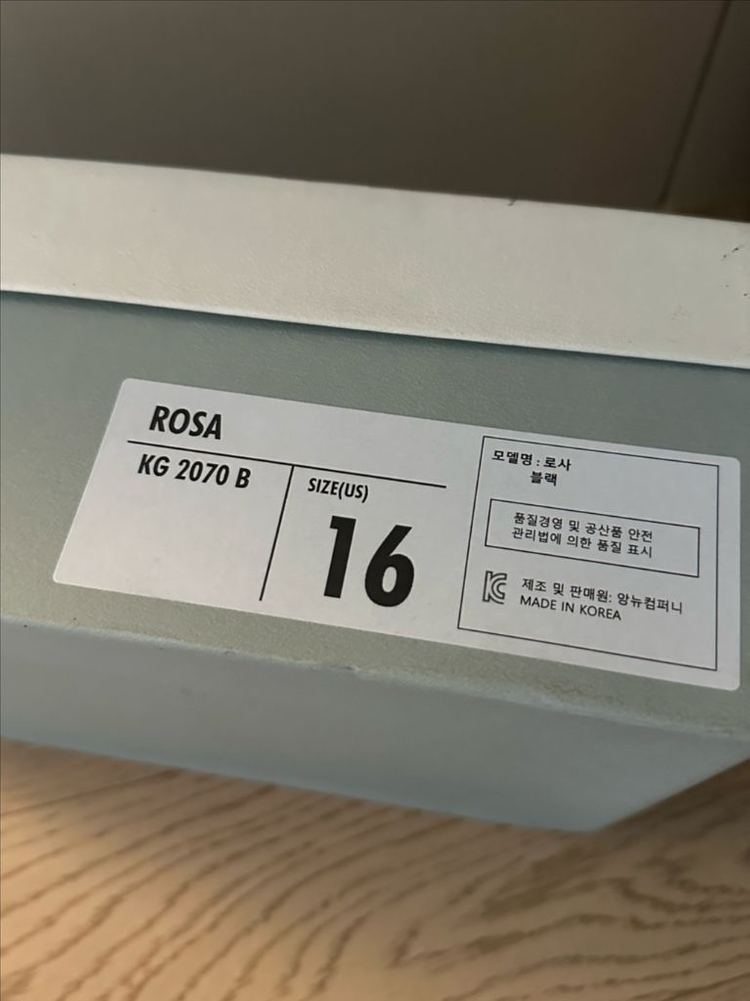 ROSA
KG 2070 B
SIZE(US)
16
모델명 : 로사
블랙
품질경영 및 공산품 안전
관리법에 의한 품질 표시
KC
제조 및 판매원: 앙뉴컴퍼니
MADE IN KOREA